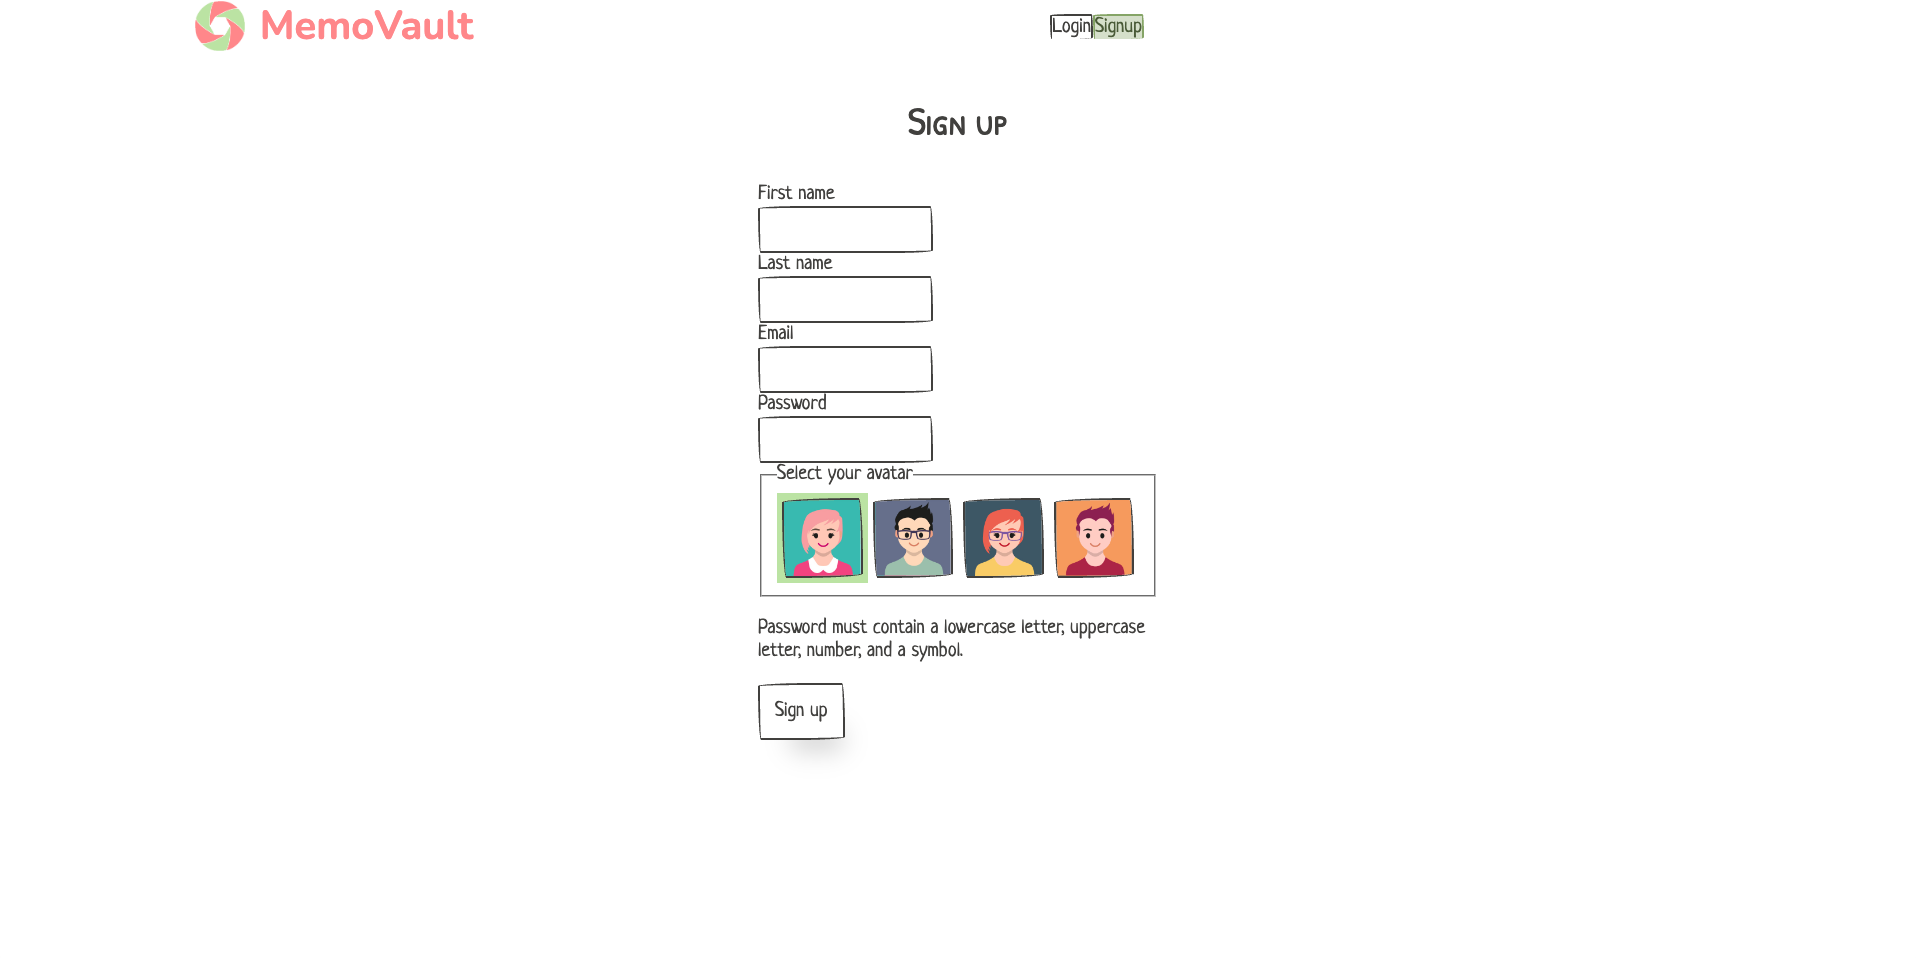 MemoVault
Login Signup
Sign up
First name
Last name
Email
Password
Select your avatar
Password must contain a lowercase letter, uppercase
letter, number, and a symbol.
Sign up